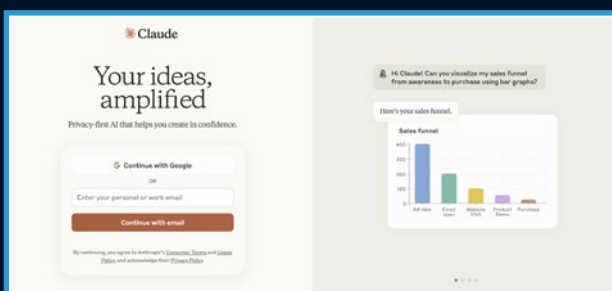 Claude
Your ideas,
amplified
Privacy-first AI that helps you create in confidence.
Continue with Google
OR
Enter your personal or work email
Continue with email
By continuing, you agree to Anthropic's Consumer Terms and Usage
Policy, and acknowledge their Privacy Policy.
Hi Claude! Can you visualize my sales funnel
from awareness to purchase using bar graphs?
Here's your sales funnel.
Sales funnel
400
300
200
100
0
Ad view
Email
open
Website
Visit
Product
Demo
Purchase